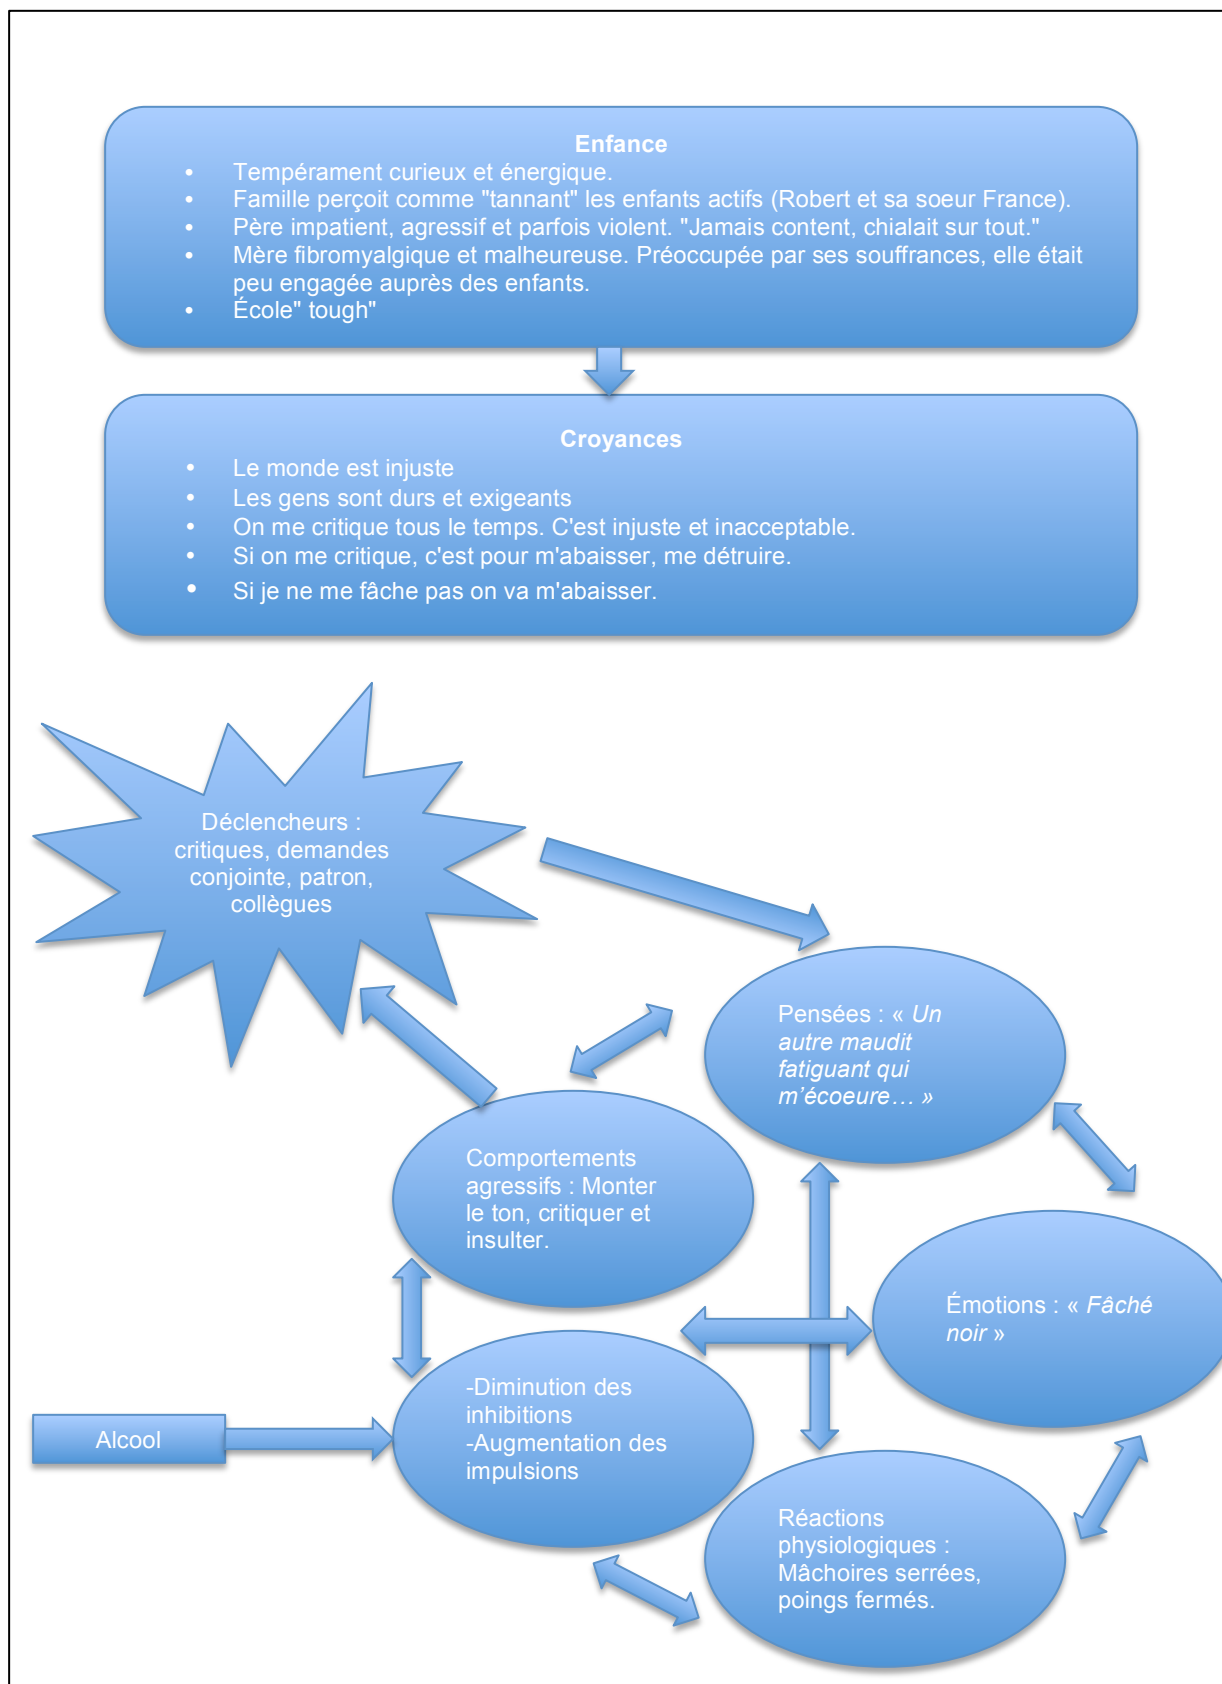 Enfance
• Tempérament curieux et énergique.
• Famille perçoit comme "tannant" les enfants actifs (Robert et sa soeur France).
• Père impatient, agressif et parfois violent. "Jamais content, chialait sur tout."
• Mère fibromyalgique et malheureuse. Préoccupée par ses souffrances, elle était
peu engagée auprès des enfants.
• École" tough"
Croyances
• Le monde est injuste
• Les gens sont durs et exigeants
• On me critique tous le temps. C'est injuste et inacceptable.
• Si on me critique, c'est pour m'abaisser, me détruire.
• Si je ne me fâche pas on va m'abaisser.
Déclencheurs :
critiques, demandes
conjointe, patron,
collègues
Pensées : « Un
autre maudit
fatiguant qui
m'écoeure… »
Comportements
agressifs : Monter
le ton, critiquer et
insulter.
Émotions : « Fâché
noir »
-Diminution des
inhibitions
-Augmentation des
impulsions
Alcool
Réactions
physiologiques :
Mâchoires serrées,
poings fermés.